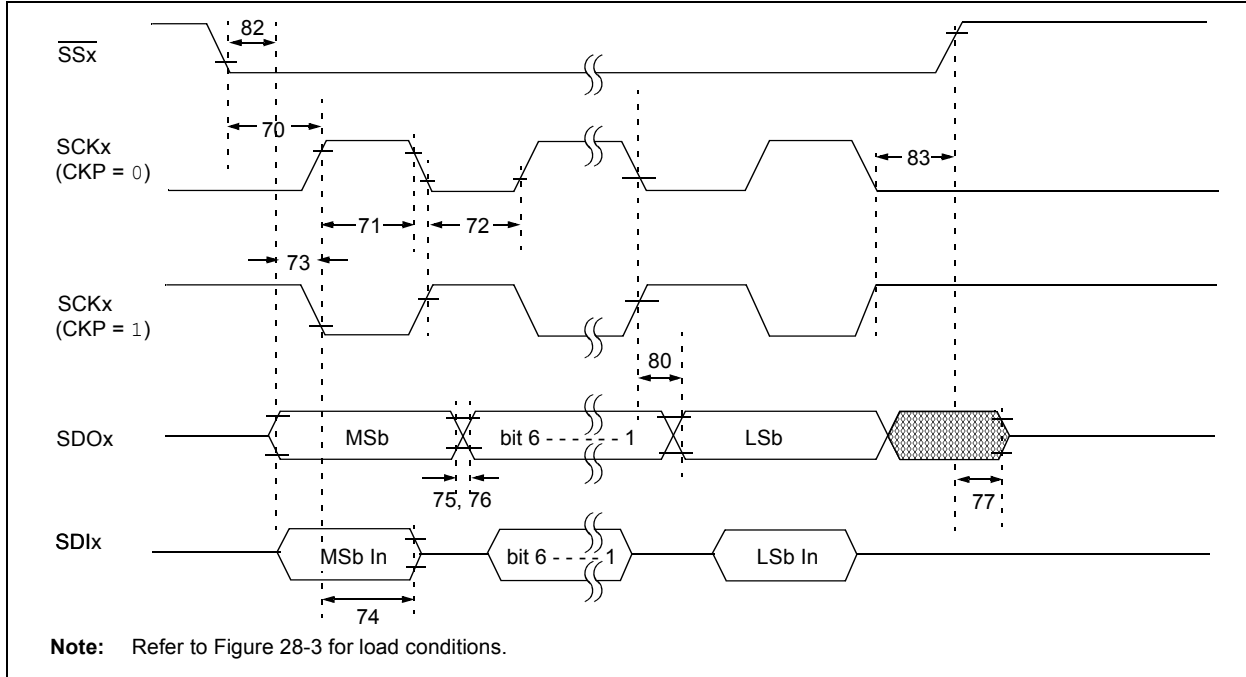 82
SSx
70
SCKx
(CKP = 0)
83
71
72
73
SCKx
(CKP = 1)
80
SDOx
MSb
bit 6 - - - - - - 1
LSb
75, 76
77
SDIx
MSb In
bit 6 - - - - 1
LSb In
74
Note: Refer to Figure 28-3 for load conditions.